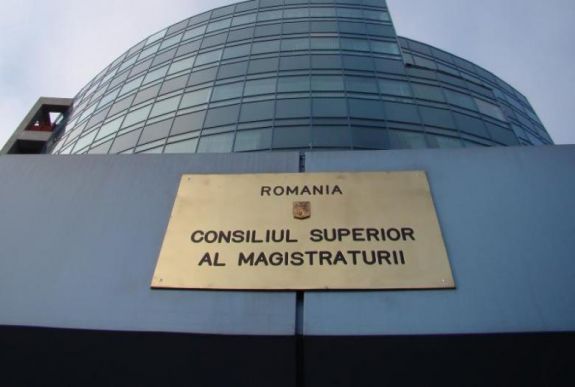 ROMANIA
CONSILIUL SUPERIOR
AL MAGISTRATURII